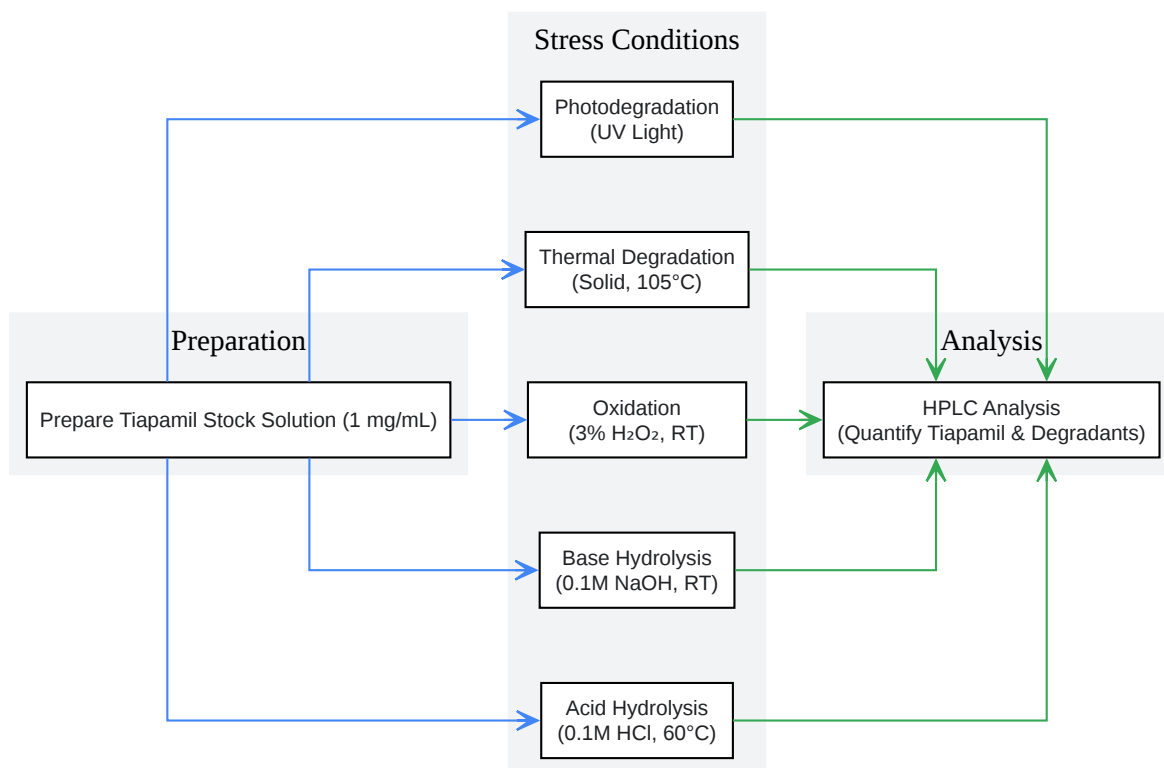 Stress Conditions
Photodegradation
(UV Light)
Thermal Degradation
(Solid, 105°C)
Preparation
Analysis
Prepare Tiapamil Stock Solution (1 mg/mL)
Oxidation
(3% H₂O₂, RT)
HPLC Analysis
(Quantify Tiapamil & Degradants)
Base Hydrolysis
(0.1M NaOH, RT)
Acid Hydrolysis
(0.1M HCl, 60°C)